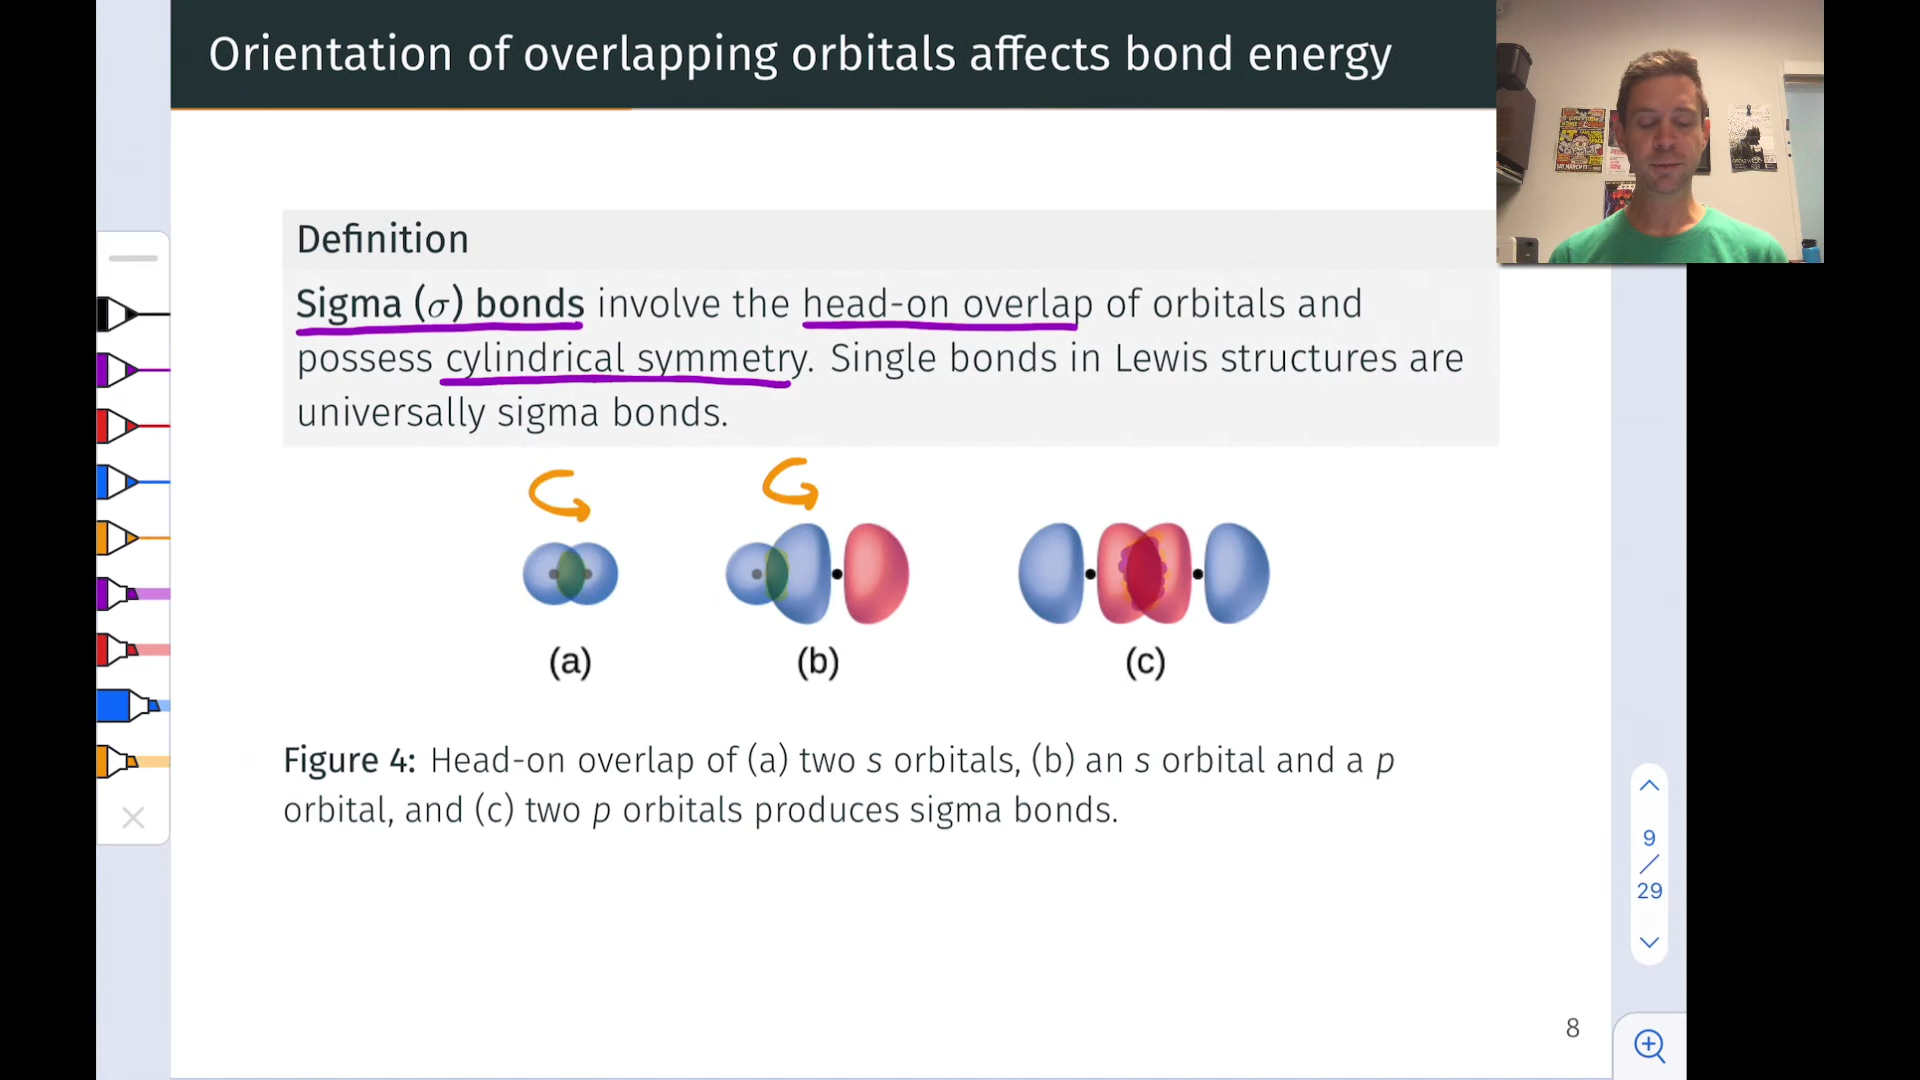 Orientation of overlapping orbitals affects bond energy
Definition
Sigma (σ) bonds involve the head-on overlap of orbitals and
possess cylindrical symmetry. Single bonds in Lewis structures are
universally sigma bonds.
(a) (b) (c)
Figure 4: Head-on overlap of (a) two s orbitals, (b) an s orbital and a p
orbital, and (c) two p orbitals produces sigma bonds.
9
/
29
8